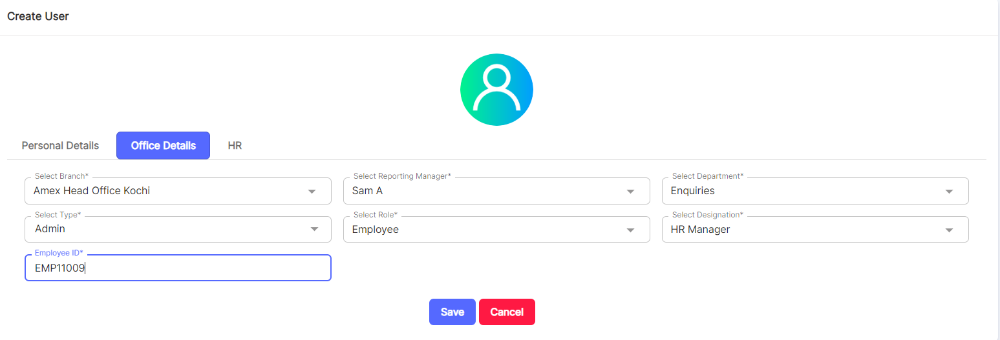 Create User
Personal Details Office Details HR
Select Branch* Select Reporting Manager* Select Department*
Amex Head Office Kochi Sam A Enquiries
Select Type* Select Role* Select Designation*
Admin Employee HR Manager
Employee ID*
EMP11009
Save Cancel